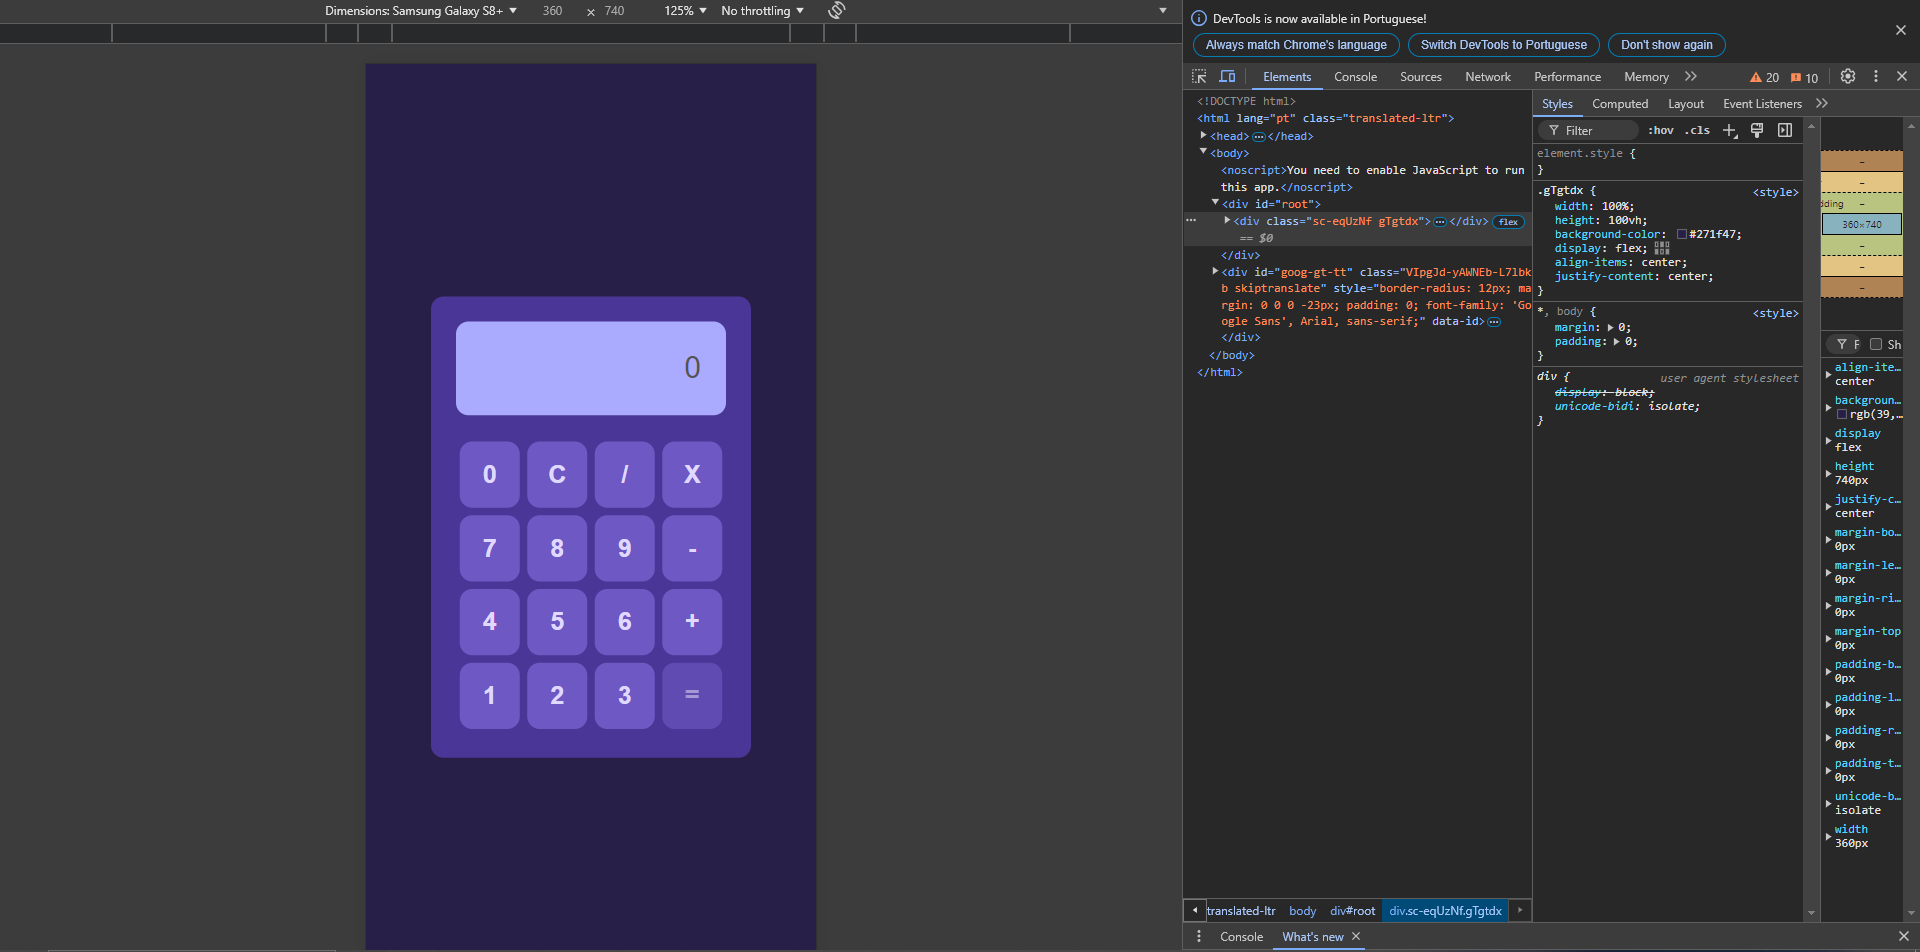 Dimensions: Samsung Galaxy S8+ 360 × 740 125% No throttling
0
0 C / X
7 8 9 -
4 5 6 +
1 2 3 =
DevTools is now available in Portuguese!
Always match Chrome's language Switch DevTools to Portuguese Don't show again
Elements Console Sources Network Performance Memory 20 10
<!DOCTYPE html>
<html lang="pt" class="translated-ltr">
<head> </head>
<body>
<noscript>You need to enable JavaScript to run
this app.</noscript>
<div id="root">
<div class="sc-eqUzNf gTgtdx"> </div> flex
== $0
</div>
<div id="goog-gt-tt" class="VIpgJd-yAWNEb-L7lbk
b skiptranslate" style="border-radius: 12px; ma
rgin: 0 0 0 -23px; padding: 0; font-family: 'Go
ogle Sans', Arial, sans-serif;" data-id>
</div>
</body>
</html>
translated-ltr body div#root div.sc-eqUzNf.gTgtdx
Styles Computed Layout Event Listeners
Filter :hov .cls
element.style {
}
.gTgtdx { <style>
width: 100%;
height: 100vh;
background-color: #271f47;
display: flex;
align-items: center;
justify-content: center;
}
*, body { <style>
margin: 0;
padding: 0;
}
div { user agent stylesheet
display: block;
unicode-bidi: isolate;
}
-
-
dding -
360×740
-
-
-
F Sh
align-ite…
center
backgroun…
rgb(39,…
display
flex
height
740px
justify-c…
center
margin-bo…
0px
margin-le…
0px
margin-ri…
0px
margin-top
0px
padding-b…
0px
padding-l…
0px
padding-r…
0px
padding-t…
0px
unicode-b…
isolate
width
360px
Console What's new